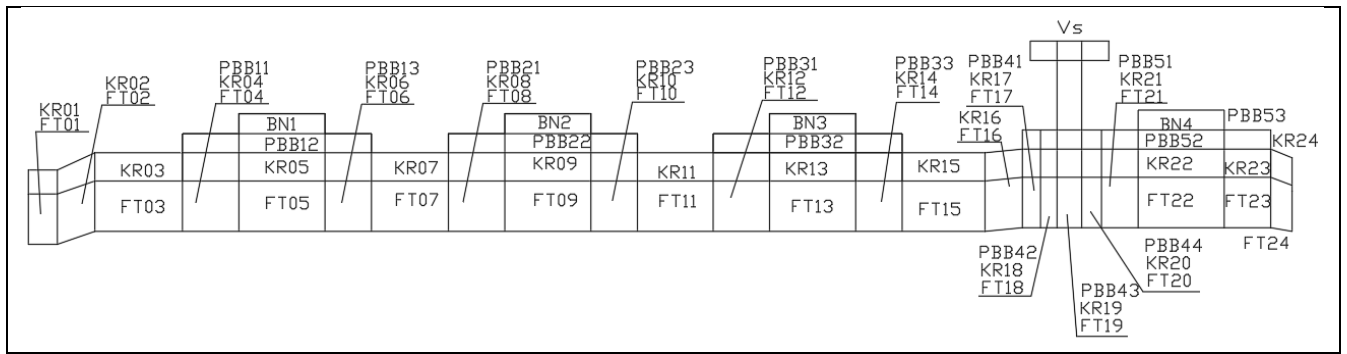 Vs
KR01
FT01
KR02
FT02
PBB11
KR04
FT04
PBB13
KR06
FT06
PBB21
KR08
FT08
PBB23
KR10
FT10
PBB31
KR12
FT12
PBB33
KR14
FT14
PBB41
KR17
FT17
KR16
FT16
PBB51
KR21
FT21
BN1
PBB12
BN2
PBB22
BN3
PBB32
BN4
PBB52
PBB53
KR24
KR03
KR05
KR07
KR09
KR11
KR13
KR15
KR22
KR23
FT03
FT05
FT07
FT09
FT11
FT13
FT15
FT22
FT23
FT24
PBB42
KR18
FT18
PBB43
KR19
FT19
PBB44
KR20
FT20